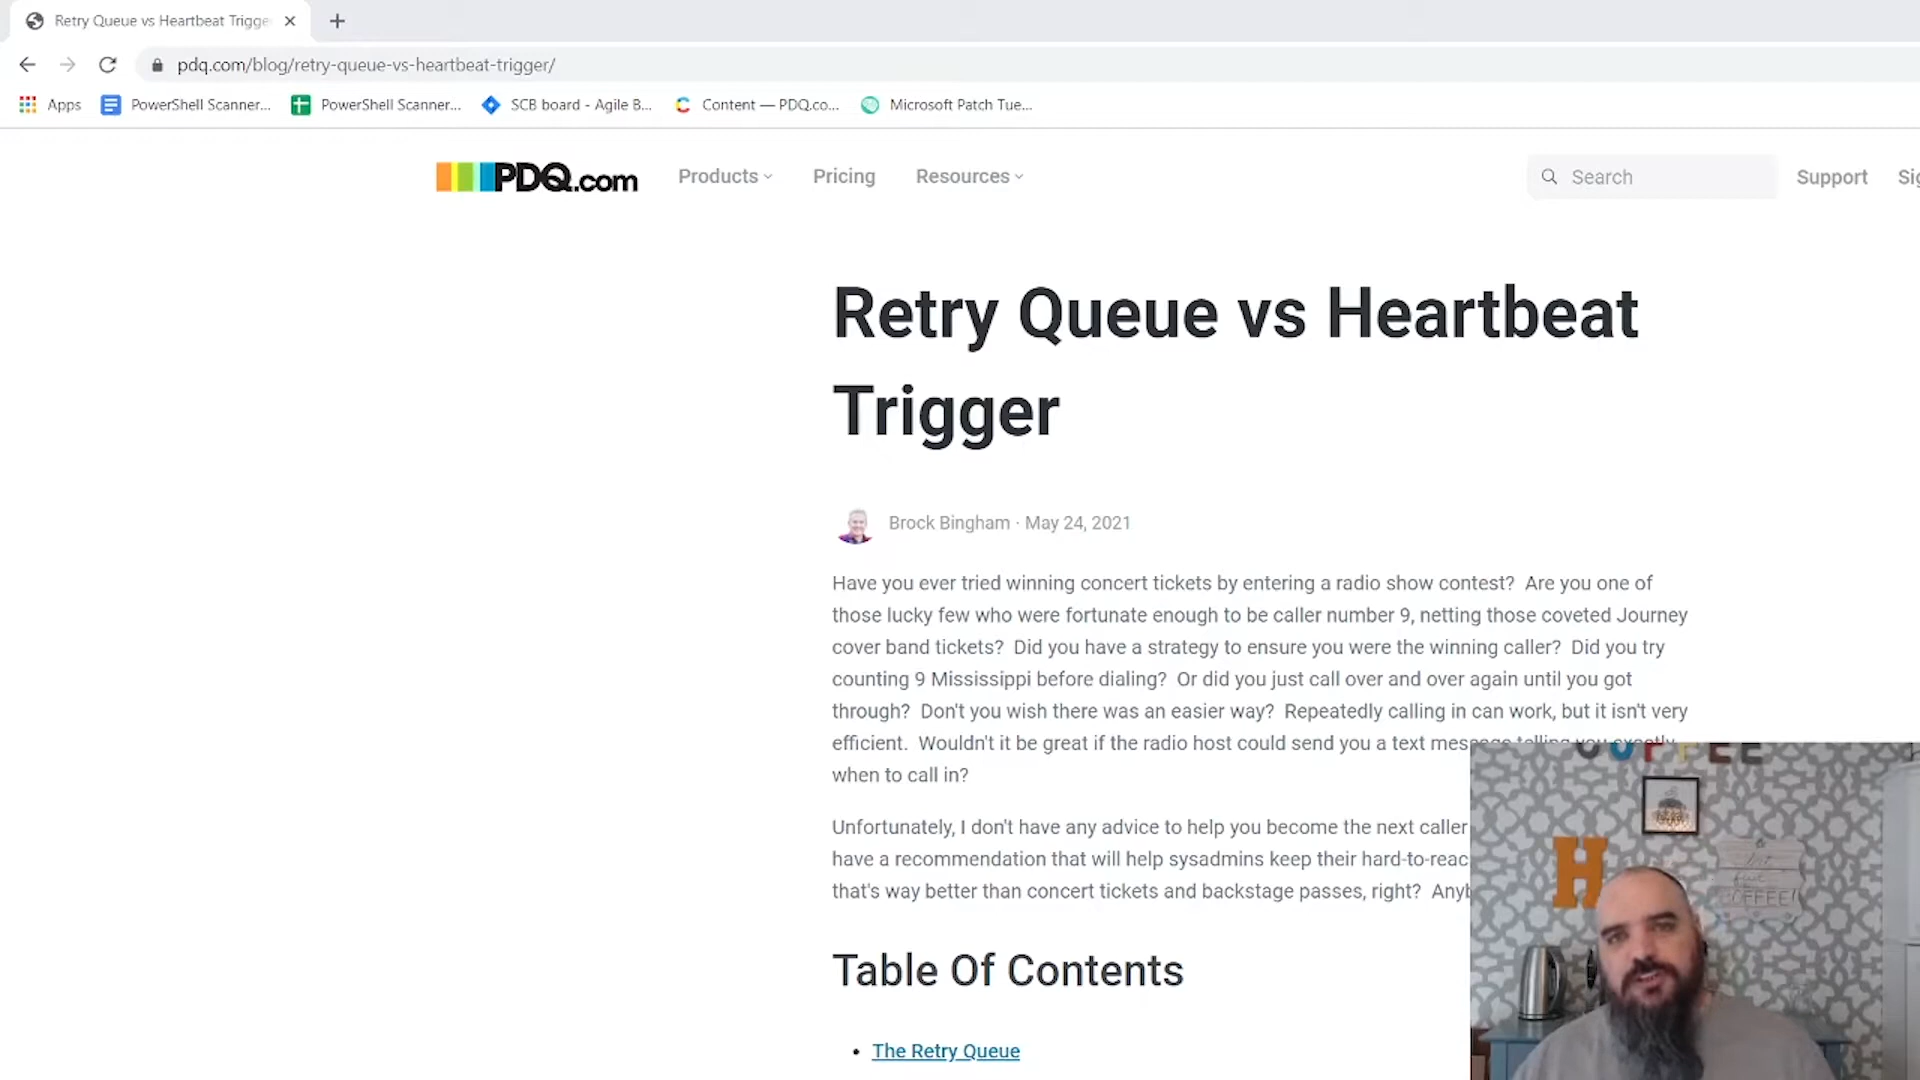 Retry Queue vs Heartbeat Trigge
pdq.com/blog/retry-queue-vs-heartbeat-trigger/
Apps PowerShell Scanner... PowerShell Scanner... SCB board - Agile B... Content — PDQ.co... Microsoft Patch Tue...
PDQ.com Products Pricing Resources Search Support Sig
Retry Queue vs Heartbeat
Trigger
Brock Bingham · May 24, 2021
Have you ever tried winning concert tickets by entering a radio show contest? Are you one of
those lucky few who were fortunate enough to be caller number 9, netting those coveted Journey
cover band tickets? Did you have a strategy to ensure you were the winning caller? Did you try
counting 9 Mississippi before dialing? Or did you just call over and over again until you got
through? Don't you wish there was an easier way? Repeatedly calling in can work, but it isn't very
efficient. Wouldn't it be great if the radio host could send you a text message telling you exactly
when to call in?
COFFEE
Unfortunately, I don't have any advice to help you become the next caller
have a recommendation that will help sysadmins keep their hard-to-reac
that's way better than concert tickets and backstage passes, right? Anyb
H
COFFEE!
Table Of Contents
• The Retry Queue